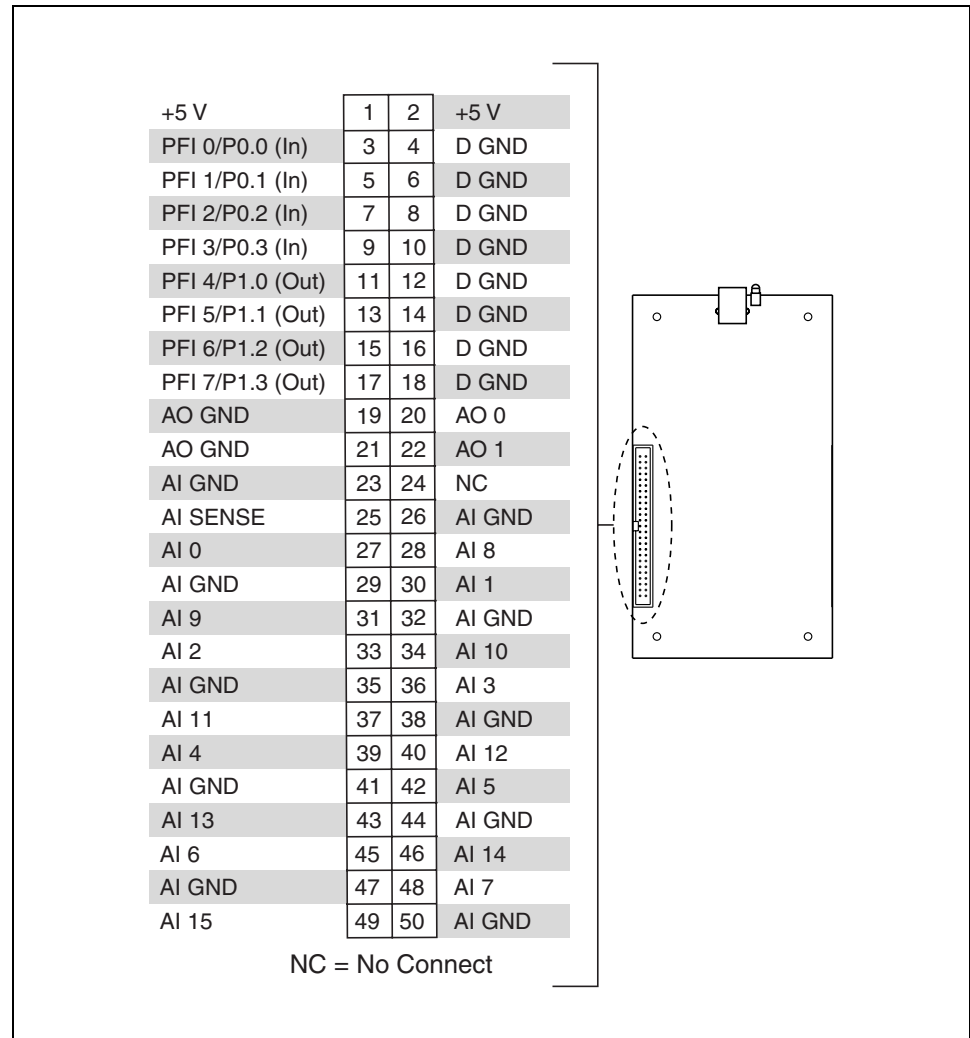 +5 V 1 2 +5 V
PFI 0/P0.0 (In) 3 4 D GND
PFI 1/P0.1 (In) 5 6 D GND
PFI 2/P0.2 (In) 7 8 D GND
PFI 3/P0.3 (In) 9 10 D GND
PFI 4/P1.0 (Out) 11 12 D GND
PFI 5/P1.1 (Out) 13 14 D GND
PFI 6/P1.2 (Out) 15 16 D GND
PFI 7/P1.3 (Out) 17 18 D GND
AO GND 19 20 AO 0
AO GND 21 22 AO 1
AI GND 23 24 NC
AI SENSE 25 26 AI GND
AI 0 27 28 AI 8
AI GND 29 30 AI 1
AI 9 31 32 AI GND
AI 2 33 34 AI 10
AI GND 35 36 AI 3
AI 11 37 38 AI GND
AI 4 39 40 AI 12
AI GND 41 42 AI 5
AI 13 43 44 AI GND
AI 6 45 46 AI 14
AI GND 47 48 AI 7
AI 15 49 50 AI GND
NC = No Connect